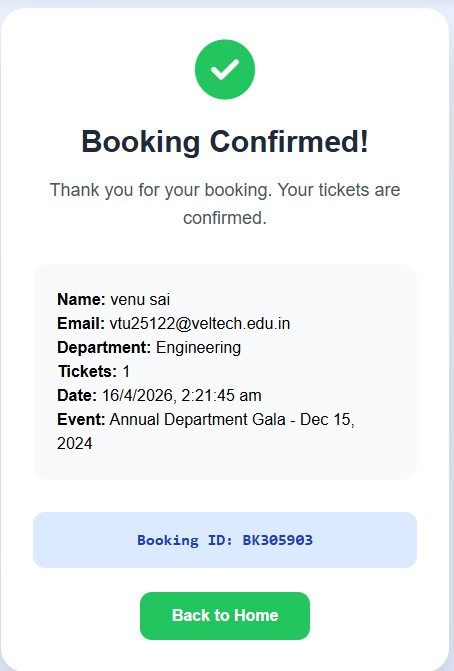 Booking Confirmed!
Thank you for your booking. Your tickets are
confirmed.
Name: venu sai
Email: vtu25122@veltech.edu.in
Department: Engineering
Tickets: 1
Date: 16/4/2026, 2:21:45 am
Event: Annual Department Gala - Dec 15,
2024
Booking ID: BK305903
Back to Home